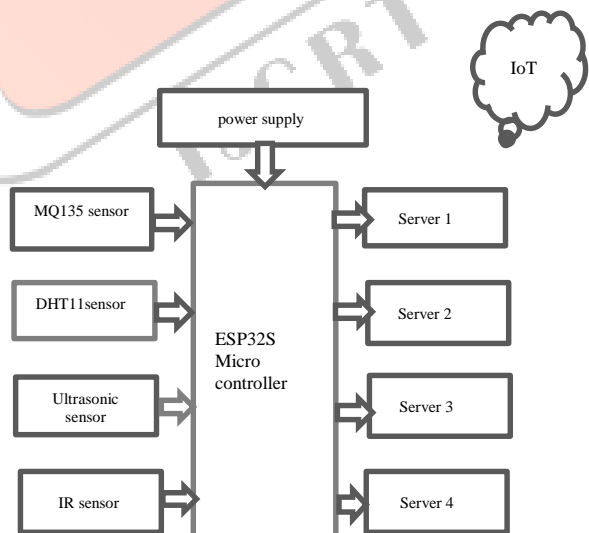 IoT
power supply
MQ135 sensor
Server 1
DHT11sensor
Server 2
ESP32S
Micro
controller
Ultrasonic
sensor
Server 3
IR sensor
Server 4